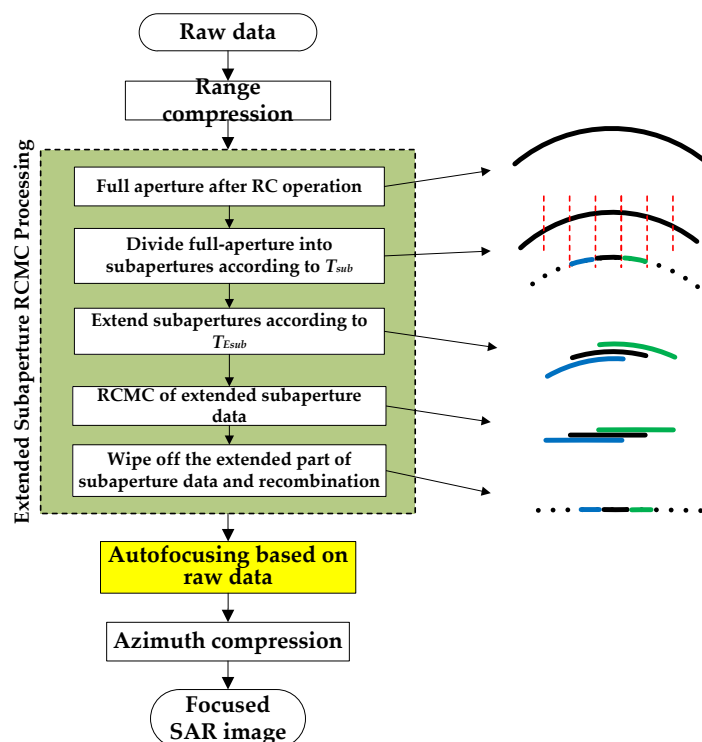 Raw data
Range
compression
Extended Subaperture RCMC Processing
Full aperture after RC operation
Divide full-aperture into
subapertures according to Tsub
Extend subapertures according to
TEsub
RCMC of extended subaperture
data
Wipe off the extended part of
subaperture data and recombination
Autofocusing based on
raw data
Azimuth compression
Focused
SAR image